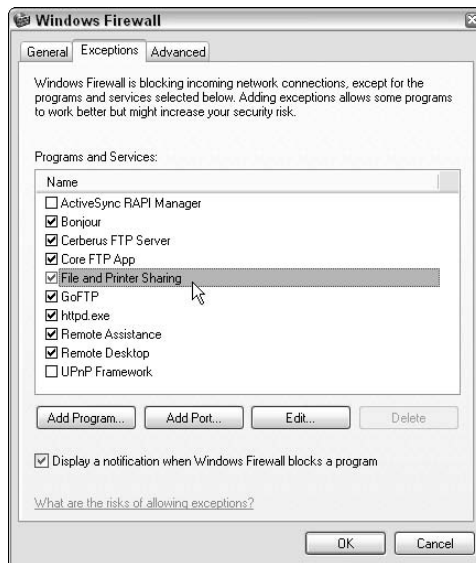 Windows Firewall
General Exceptions Advanced
Windows Firewall is blocking incoming network connections, except for the
programs and services selected below. Adding exceptions allows some programs
to work better but might increase your security risk.
Programs and Services:
Name
ActiveSync RAPI Manager
Bonjour
Cerberus FTP Server
Core FTP App
File and Printer Sharing
GoFTP
httpd.exe
Remote Assistance
Remote Desktop
UPnP Framework
Add Program... Add Port... Edit... Delete
Display a notification when Windows Firewall blocks a program
What are the risks of allowing exceptions?
OK Cancel